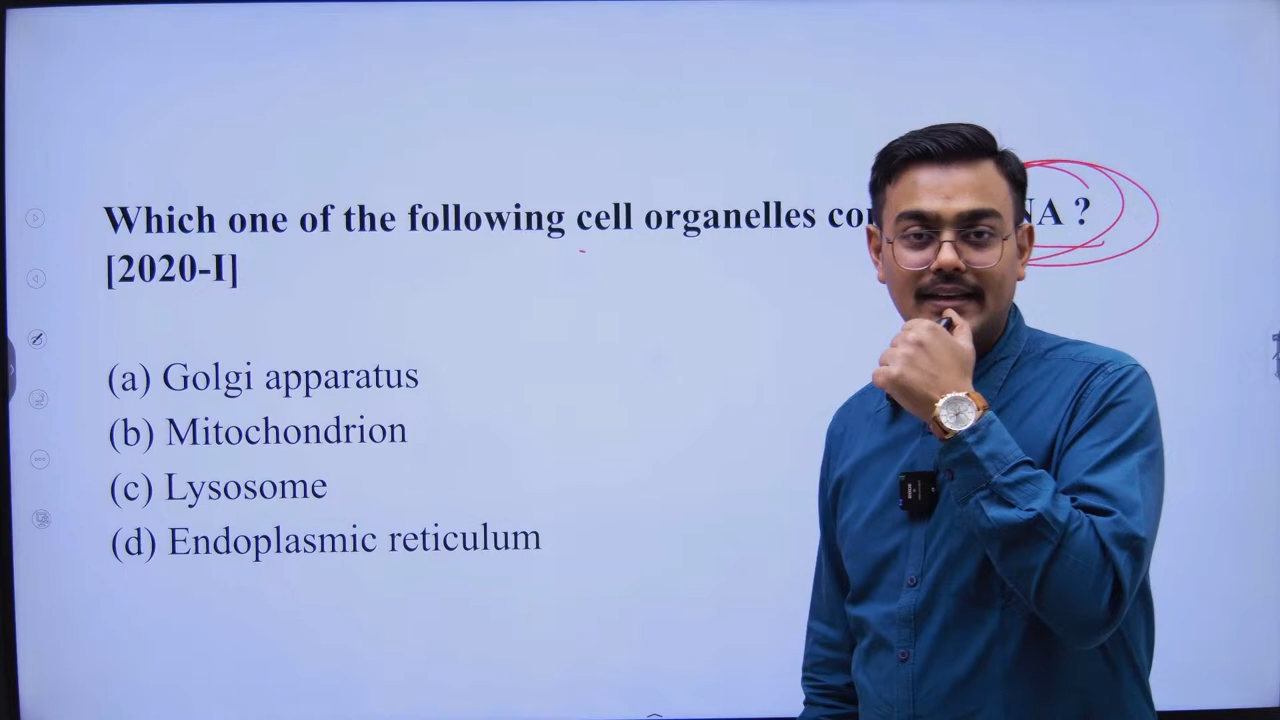 Which one of the following cell organelles co NA ?
[2020-I]
(a) Golgi apparatus
(b) Mitochondrion
(c) Lysosome
(d) Endoplasmic reticulum